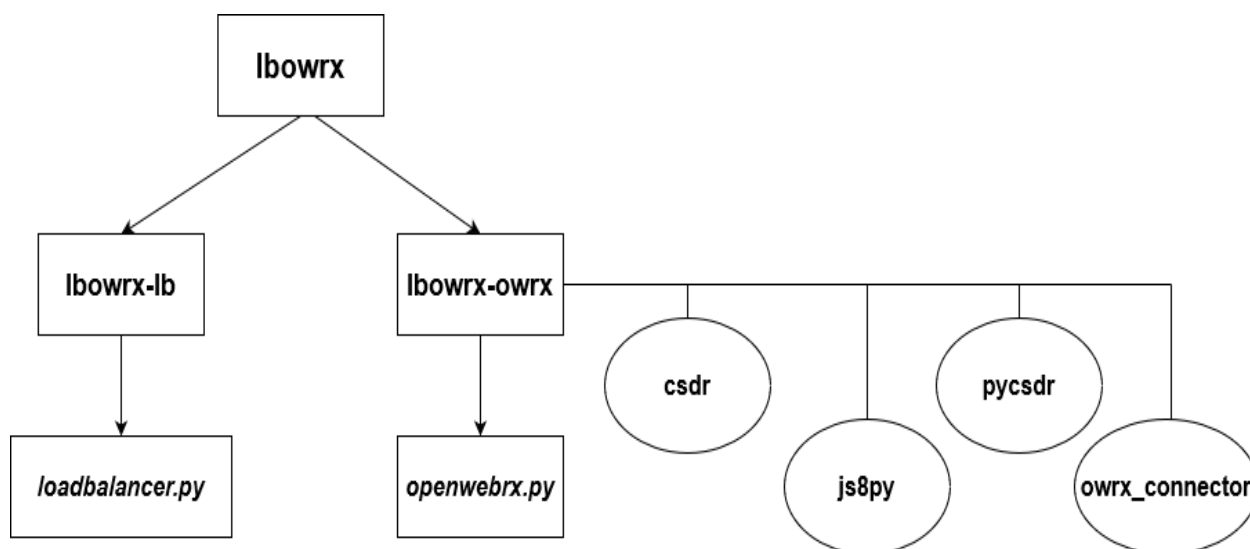 lbowrx
lbowrx-lb
lbowrx-owrx
csdr
pycsdr
loadbalancer.py
openwebrx.py
js8py
owrx_connector